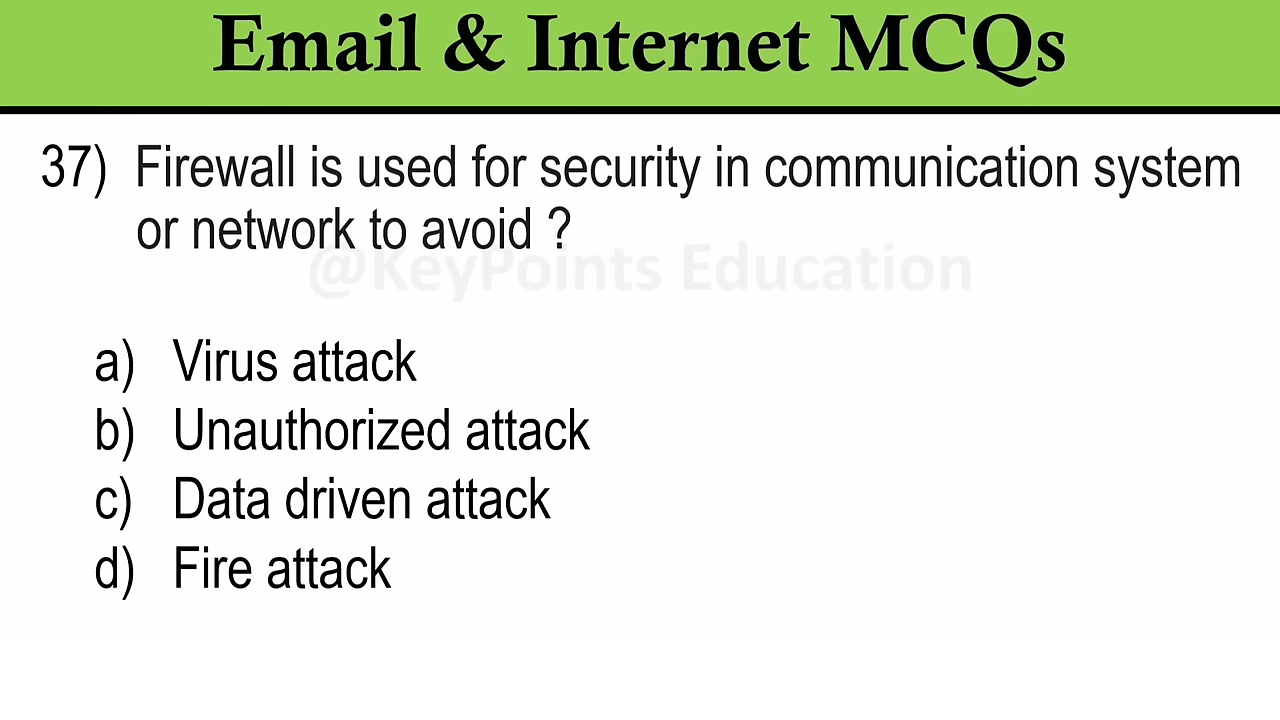 Email & Internet MCQs
37) Firewall is used for security in communication system
or network to avoid ?
@KeyPoints Education
a) Virus attack
b) Unauthorized attack
c) Data driven attack
d) Fire attack